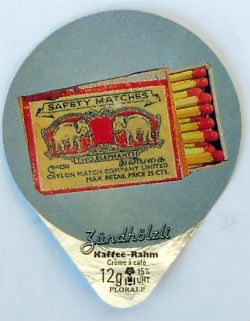 SAFETY MATCHES
TWO ELEPHANTS
CEYLON MATCH COMPANY LIMITED
MAX RETAIL PRICE 25 CTS.
Zündhölzli
Kaffee-Rahm
Crème à café
12g 15%
UHT
FLORALP